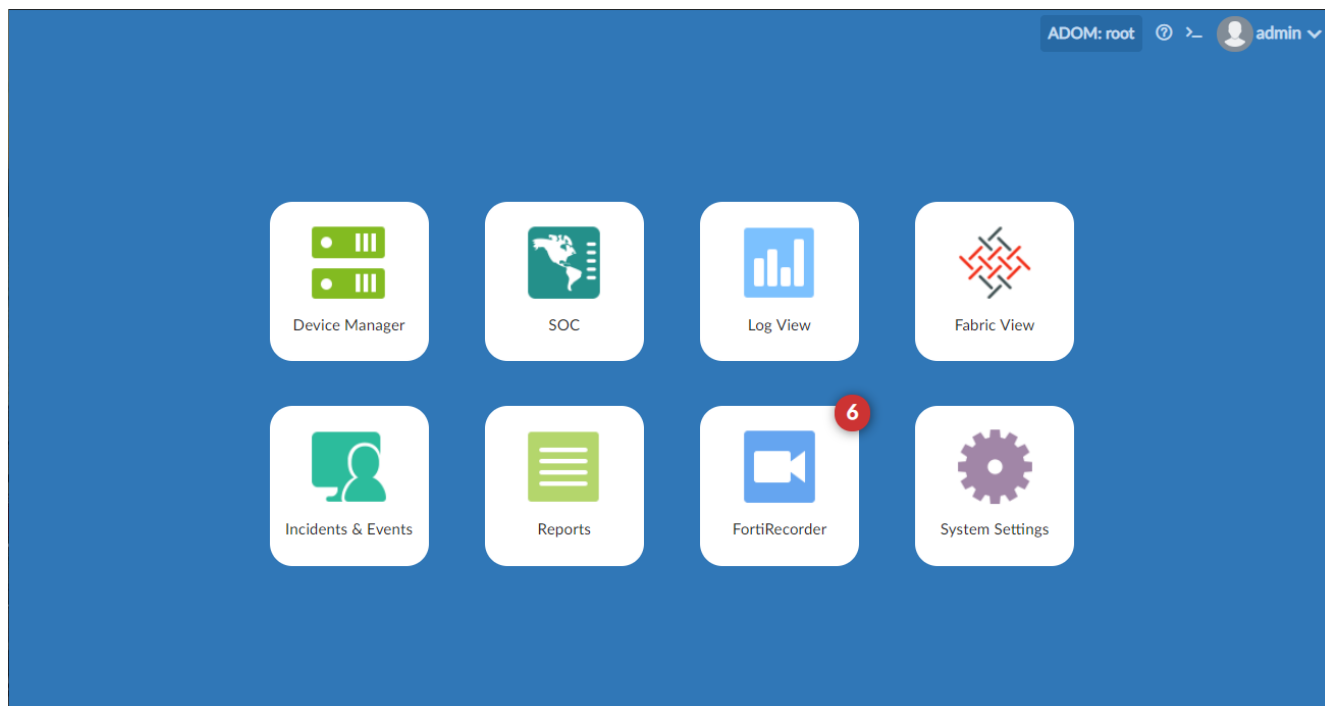 ADOM: root admin
Device Manager SOC Log View Fabric View
6
Incidents & Events Reports FortiRecorder System Settings